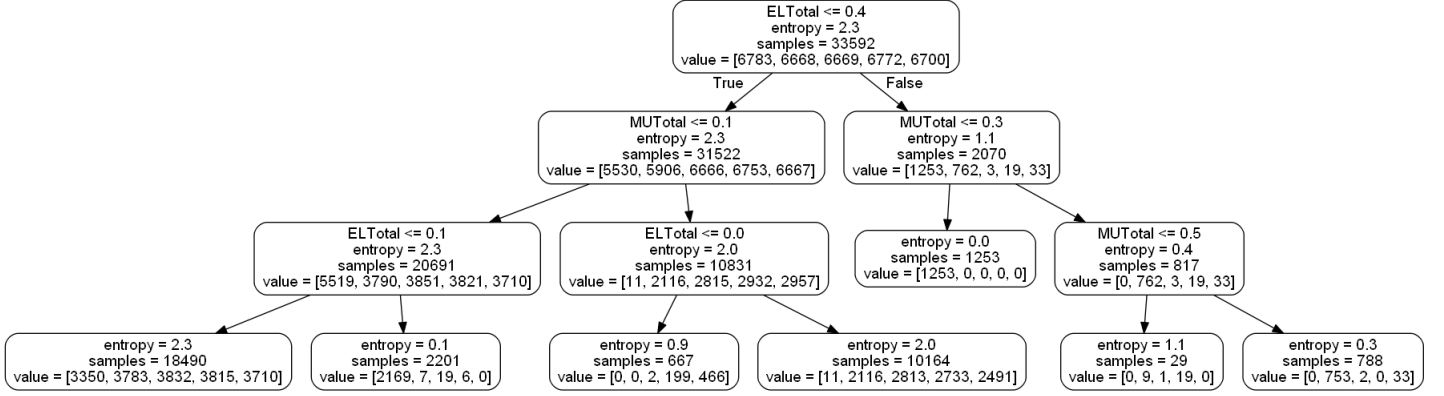 ELTotal <= 0.4
entropy = 2.3
samples = 33592
value = [6783, 6668, 6669, 6772, 6700]
True
False
MUTotal <= 0.1
entropy = 2.3
samples = 31522
value = [5530, 5906, 6666, 6753, 6667]
MUTotal <= 0.3
entropy = 1.1
samples = 2070
value = [1253, 762, 3, 19, 33]
ELTotal <= 0.1
entropy = 2.3
samples = 20691
value = [5519, 3790, 3851, 3821, 3710]
ELTotal <= 0.0
entropy = 2.0
samples = 10831
value = [11, 2116, 2815, 2932, 2957]
entropy = 0.0
samples = 1253
value = [1253, 0, 0, 0, 0]
MUTotal <= 0.5
entropy = 0.4
samples = 817
value = [0, 762, 3, 19, 33]
entropy = 2.3
samples = 18490
value = [3350, 3783, 3832, 3815, 3710]
entropy = 0.1
samples = 2201
value = [2169, 7, 19, 6, 0]
entropy = 0.9
samples = 667
value = [0, 0, 2, 199, 466]
entropy = 2.0
samples = 10164
value = [11, 2116, 2813, 2733, 2491]
entropy = 1.1
samples = 29
value = [0, 9, 1, 19, 0]
entropy = 0.3
samples = 788
value = [0, 753, 2, 0, 33]